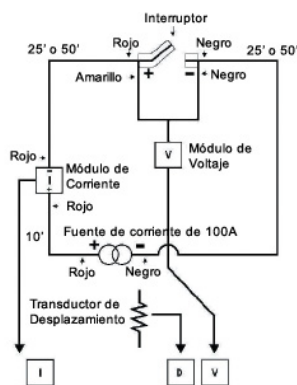 Interruptor
25' o 50'
Rojo
Negro
25' o 50'
Amarillo
+
-
Negro
Rojo
V
Módulo de
Voltaje
-
I
+
Módulo de
Corriente
Rojo
10'
Fuente de corriente de 100A
+
-
Rojo
Negro
Transductor de
Desplazamiento
I
D
V